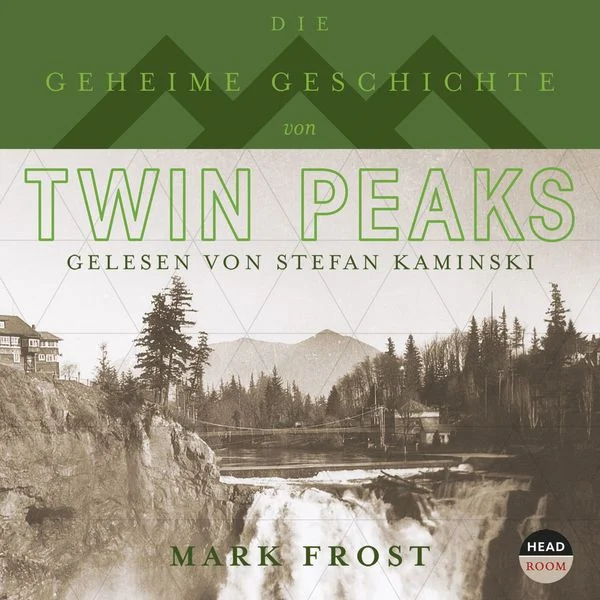 DIE
GEHEIME GESCHICHTE
von
TWIN PEAKS
GELESEN VON STEFAN KAMINSKI
MARK FROST
HEAD
ROOM